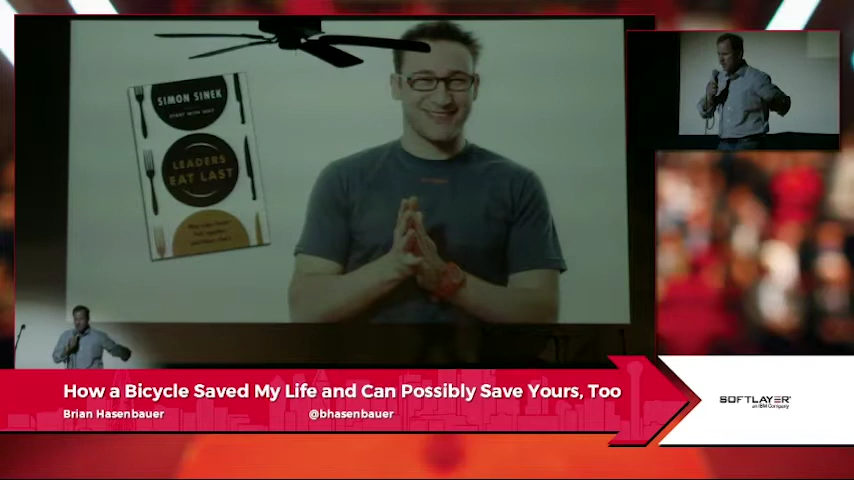 SIMON SINEK
LEADERS
EAT LAST
How a Bicycle Saved My Life and Can Possibly Save Yours, Too
Brian Hasenbauer
@bhasenbauer
SOFTLAYER
an IBM Company